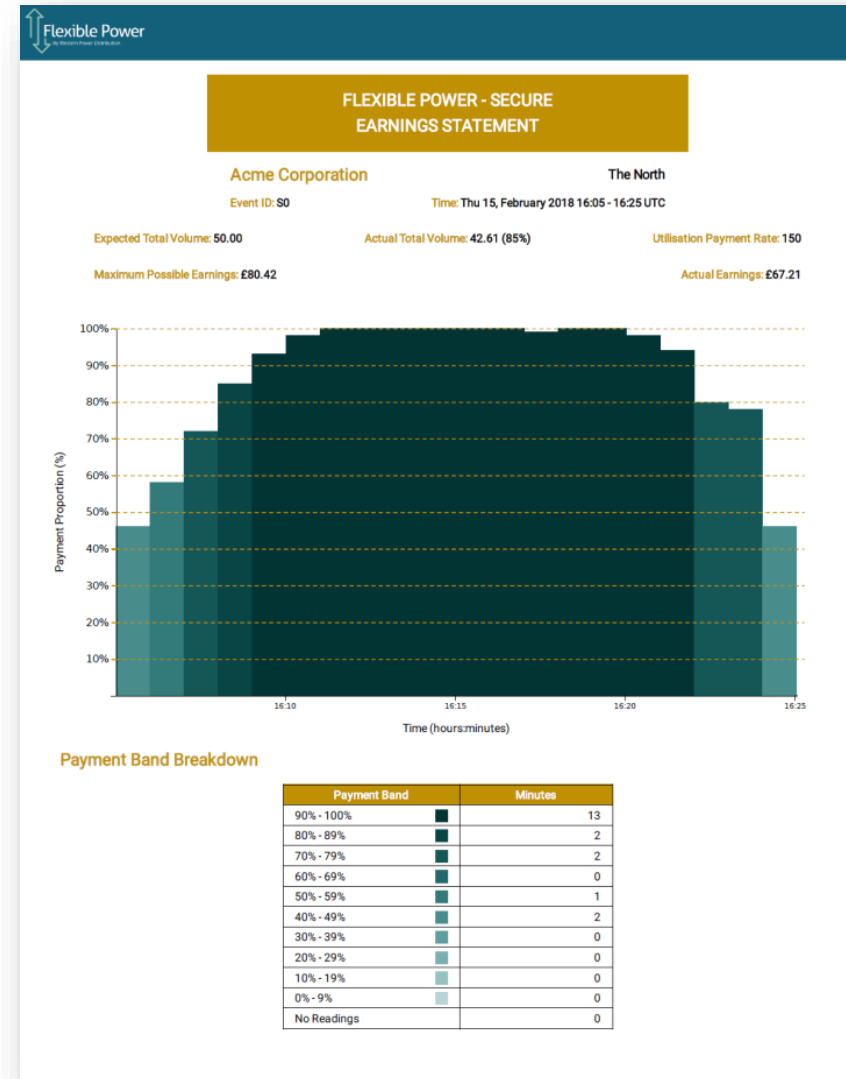 Flexible Power
By Western Power Distribution
FLEXIBLE POWER - SECURE
EARNINGS STATEMENT
Acme Corporation The North
Event ID: S0 Time: Thu 15, February 2018 16:05 - 16:25 UTC
Expected Total Volume: 50.00 Actual Total Volume: 42.61 (85%) Utilisation Payment Rate: 150
Maximum Possible Earnings: £80.42 Actual Earnings: £67.21
Payment Proportion (%)
100%
90%
80%
70%
60%
50%
40%
30%
20%
10%
16:10 16:15 16:20 16:25
Time (hours:minutes)
Payment Band Breakdown
Payment Band Minutes
90% - 100% 13
80% - 89% 2
70% - 79% 2
60% - 69% 0
50% - 59% 1
40% - 49% 2
30% - 39% 0
20% - 29% 0
10% - 19% 0
0% - 9% 0
No Readings 0